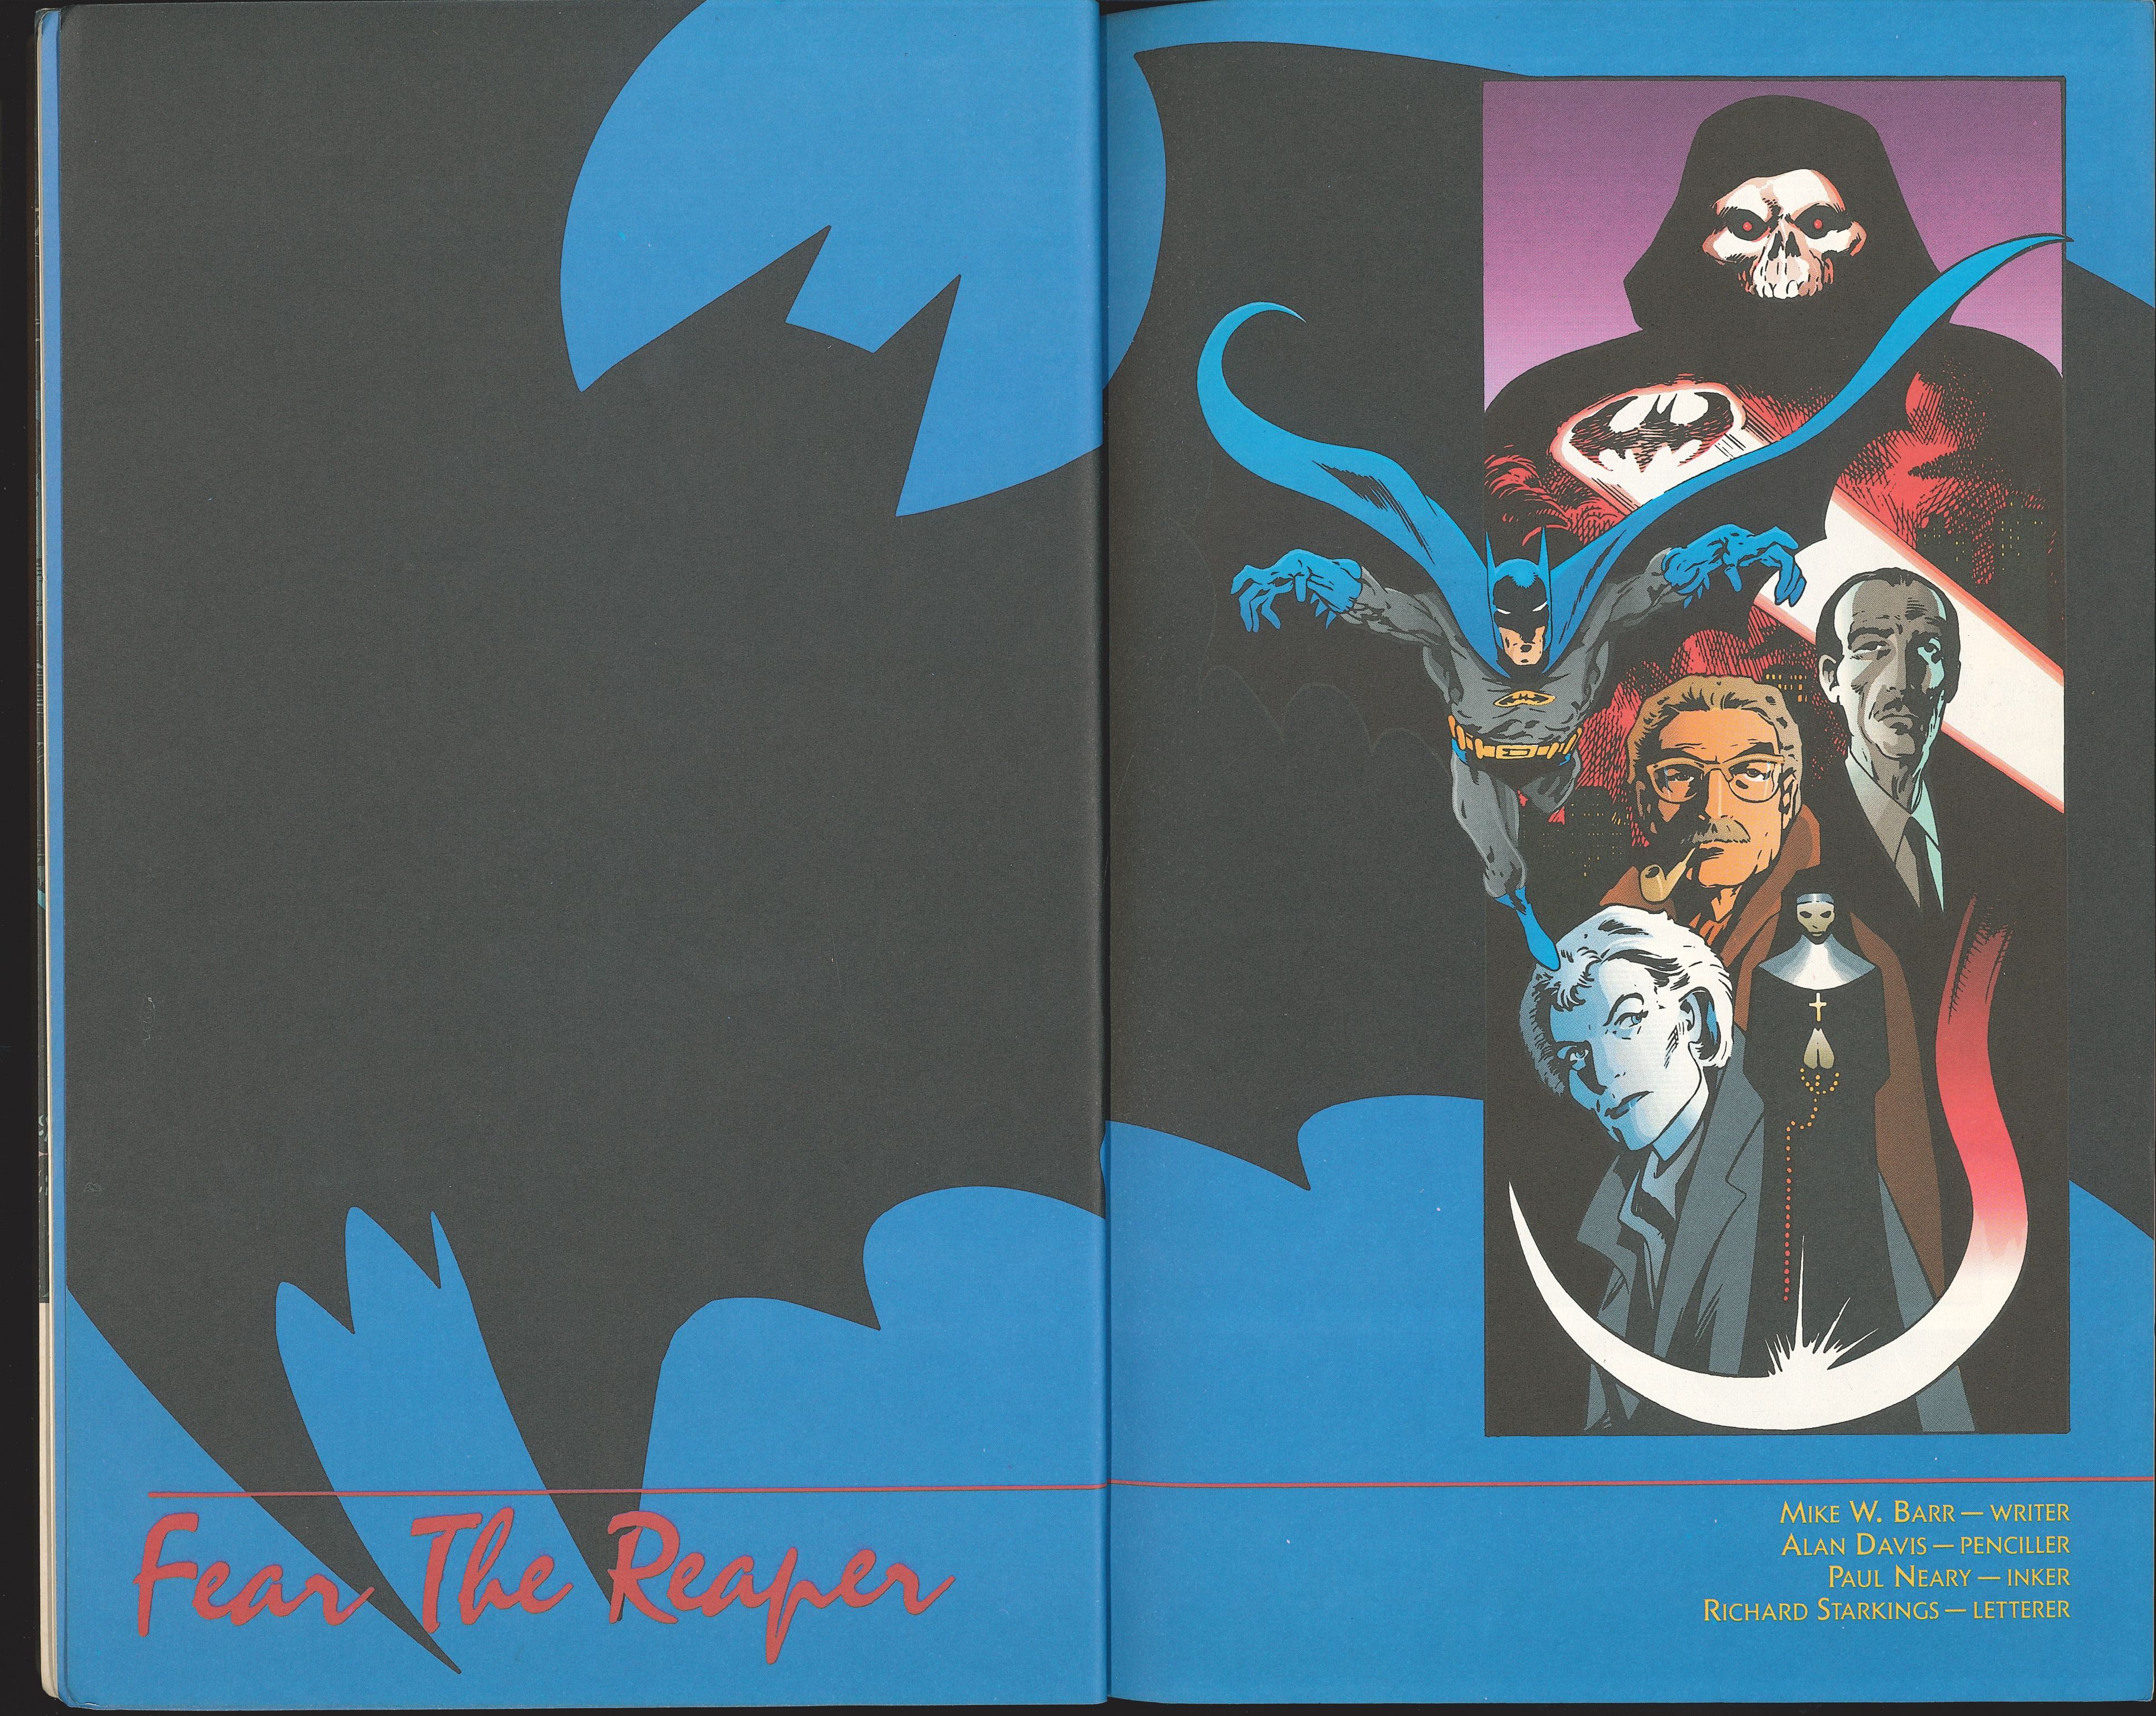 Fear The Reaper
MIKE W. BARR — WRITER
ALAN DAVIS — PENCILLER
PAUL NEARY — INKER
RICHARD STARKINGS — LETTERER